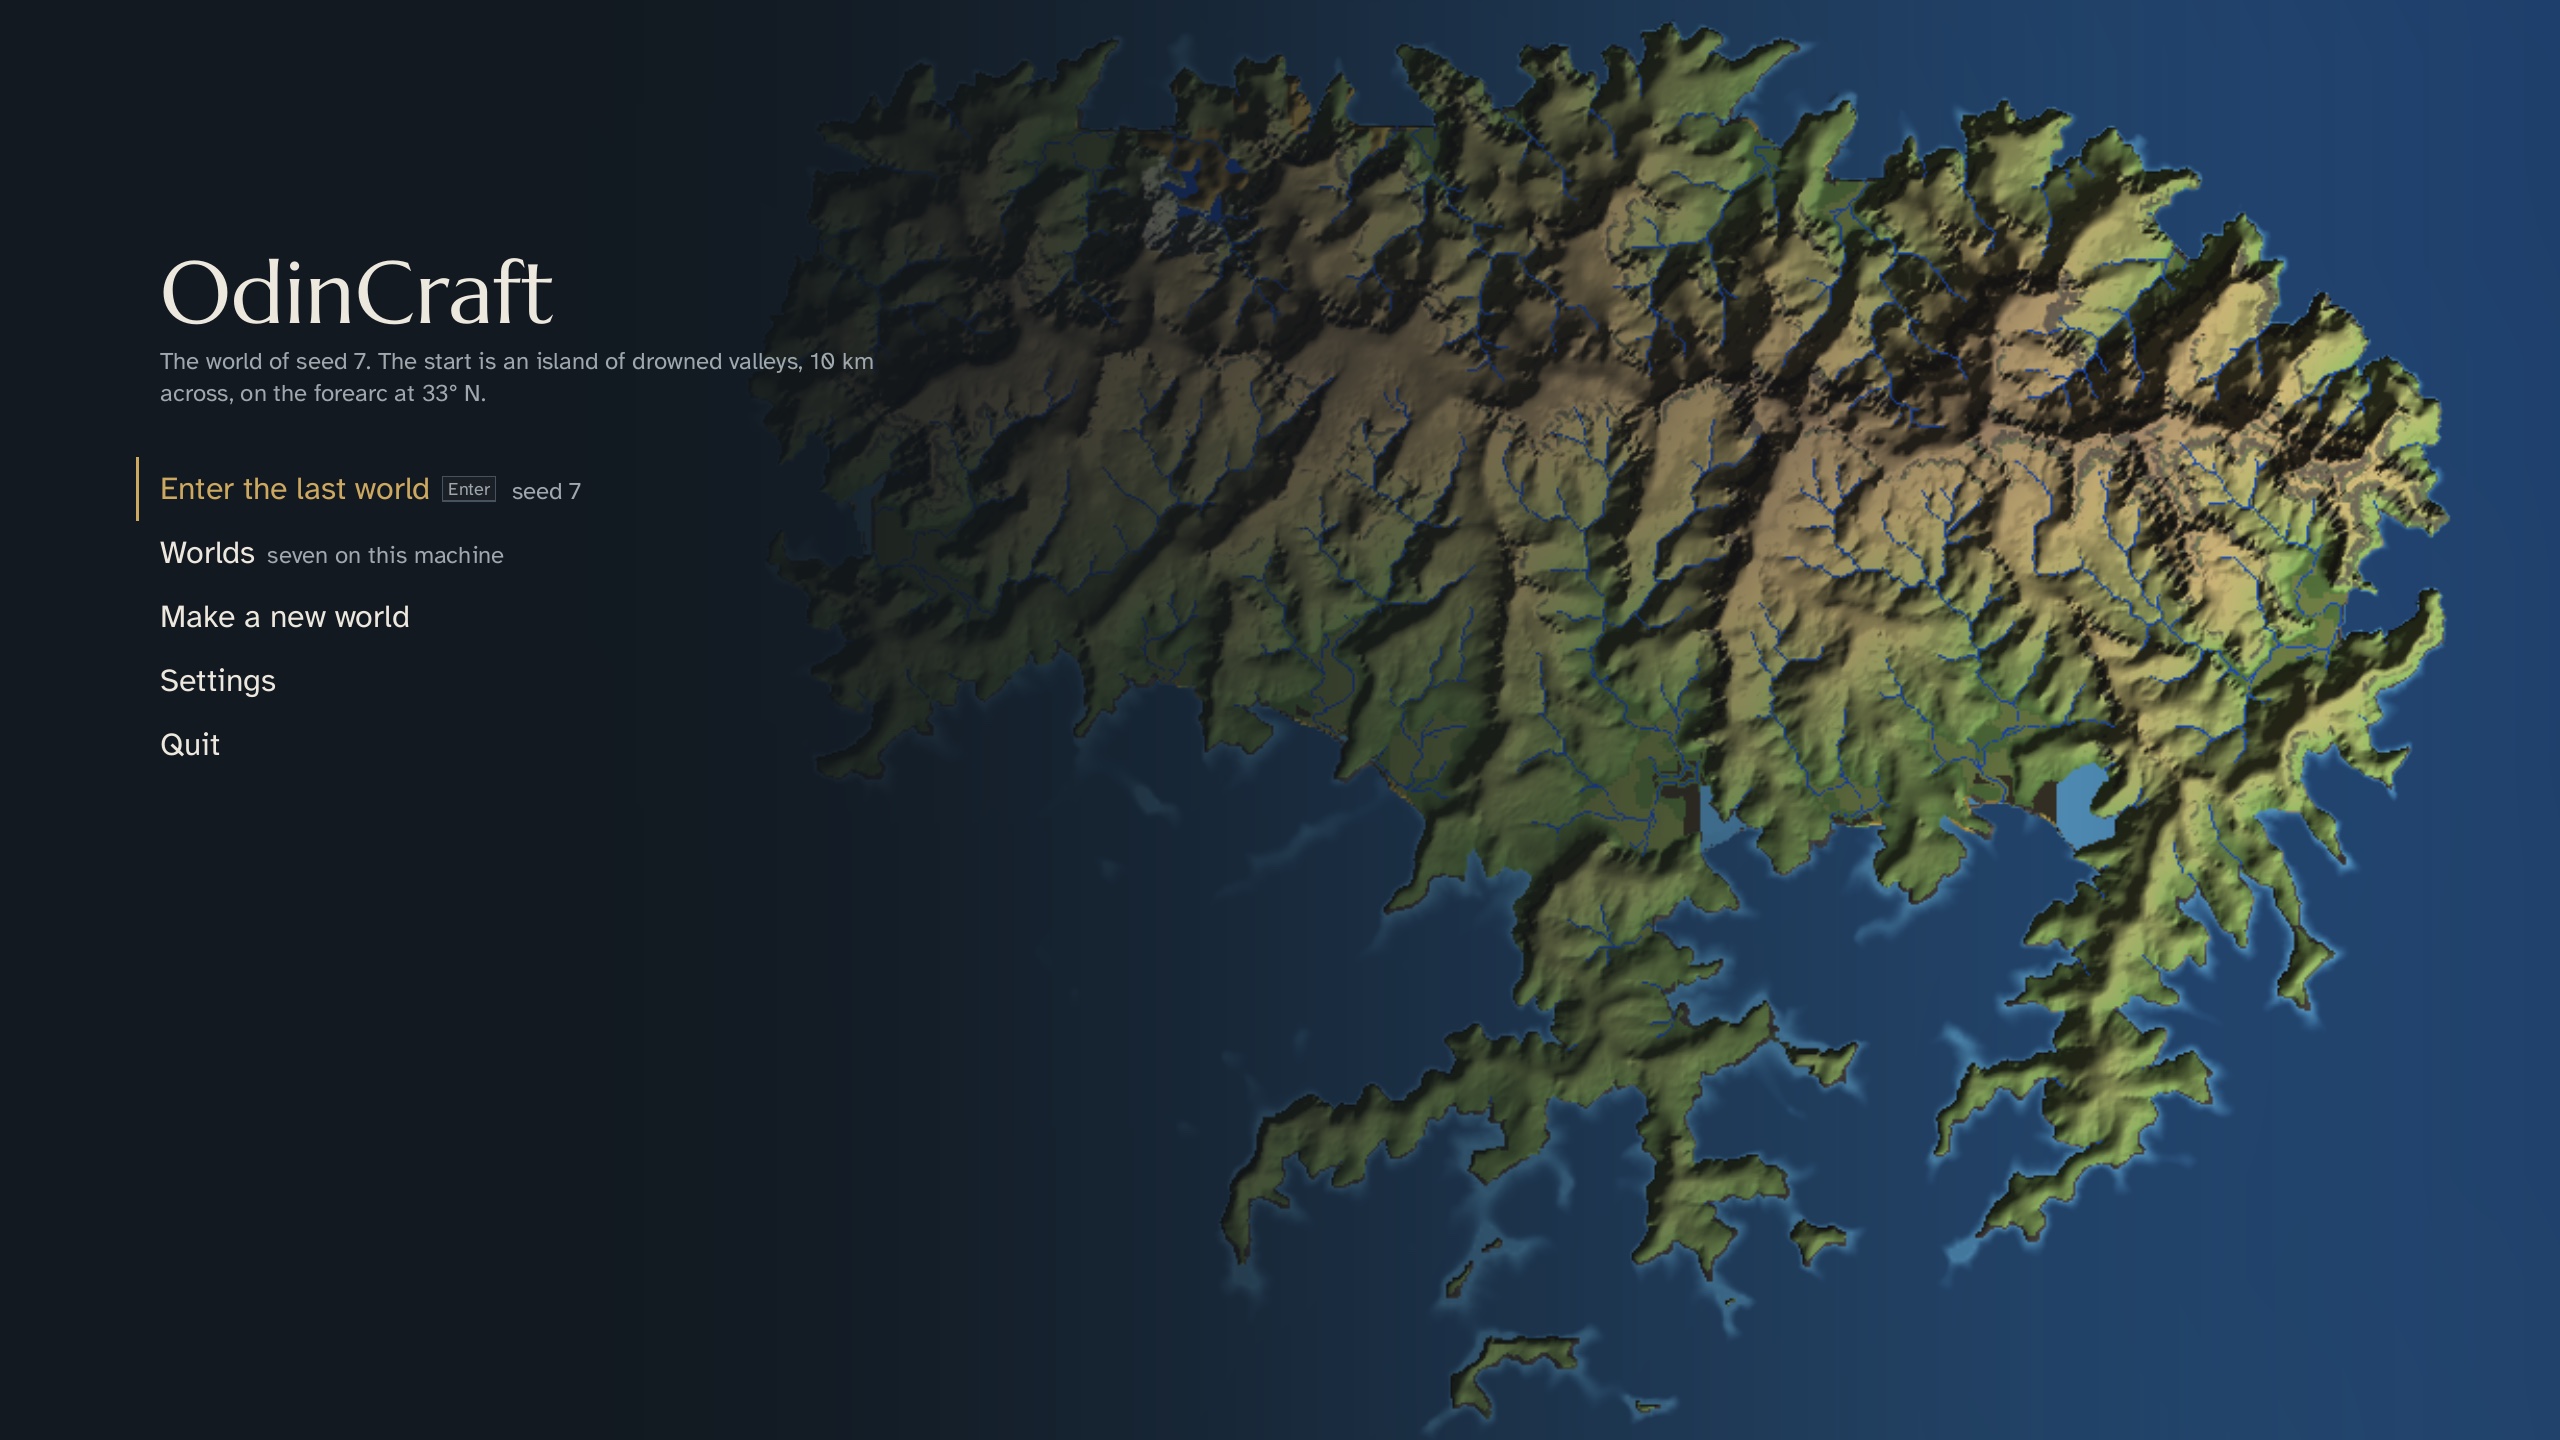 OdinCraft
The world of seed 7. The start is an island of drowned valleys, 10 km
across, on the forearc at 33° N.
Enter the last world Enter seed 7
Worlds seven on this machine
Make a new world
Settings
Quit